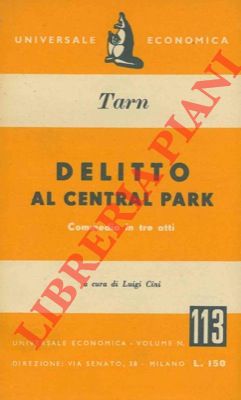 UNIVERSALE ECONOMICA
Tarn
DELITTO
AL CENTRAL PARK
Commedia in tre atti
a cura di Luigi Cini
113
UNIVERSALE ECONOMICA • VOLUME N.
DIREZIONE: VIA SENATO, 38 - MILANO L. 150
LIBRERIA PIANI